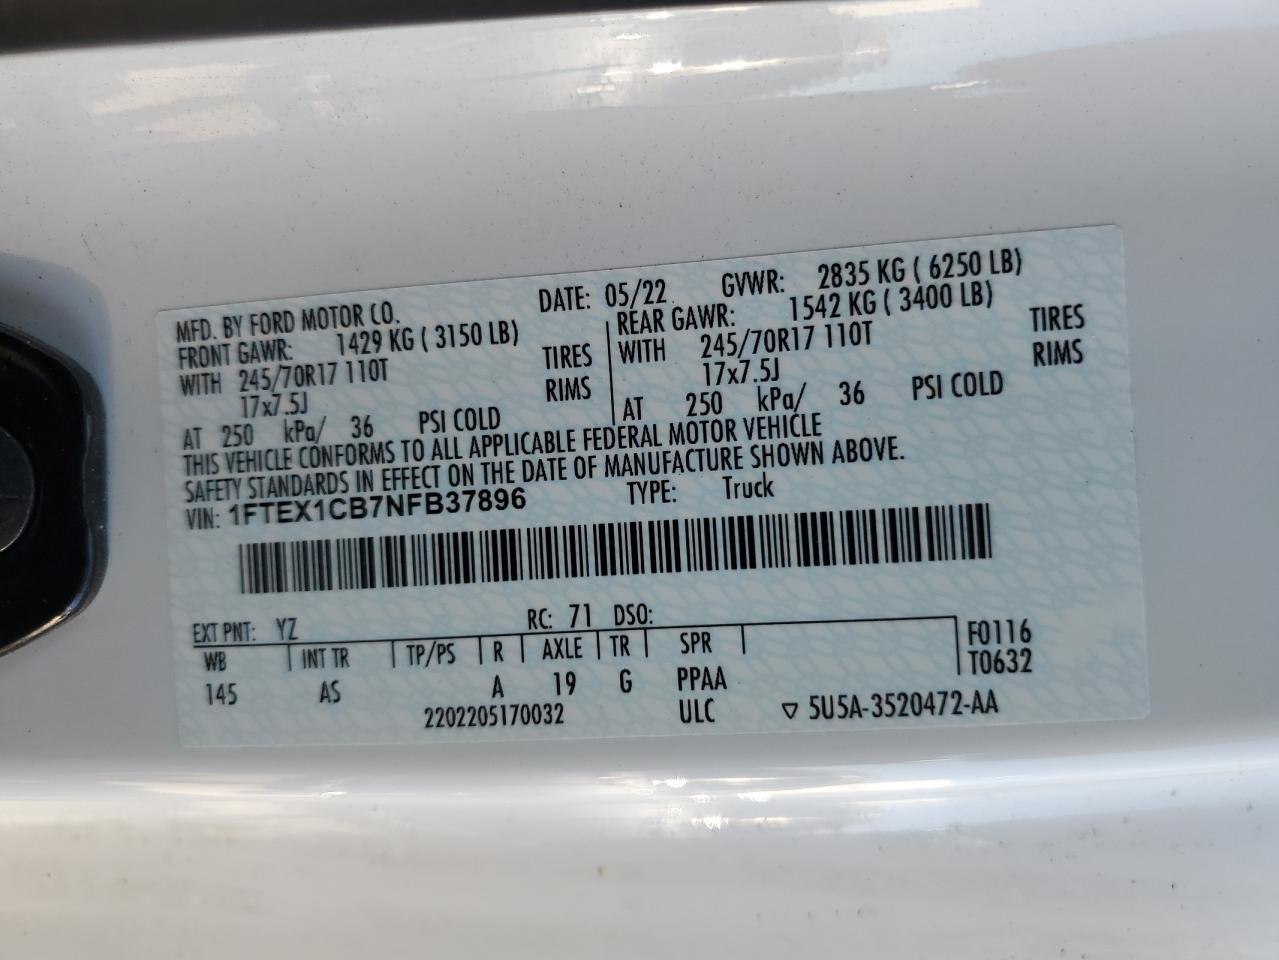 MFD. BY FORD MOTOR CO. DATE: 05/22 GVWR: 2835 KG ( 6250 LB)
FRONT GAWR: 1429 KG ( 3150 LB) REAR GAWR: 1542 KG ( 3400 LB)
WITH 245/70R17 110T TIRES WITH 245/70R17 110T TIRES
17x7.5J RIMS 17x7.5J RIMS
AT 250 kPa/ 36 PSI COLD AT 250 kPa/ 36 PSI COLD
THIS VEHICLE CONFORMS TO ALL APPLICABLE FEDERAL MOTOR VEHICLE
SAFETY STANDARDS IN EFFECT ON THE DATE OF MANUFACTURE SHOWN ABOVE.
VIN: 1FTEX1CB7NFB37896 TYPE: Truck
EXT PNT: YZ RC: 71 DSO:
WB INT TR TP/PS R AXLE TR SPR F0116
145 AS A 19 G PPAA T0632
2202205170032 ULC ▽ 5U5A-3520472-AA